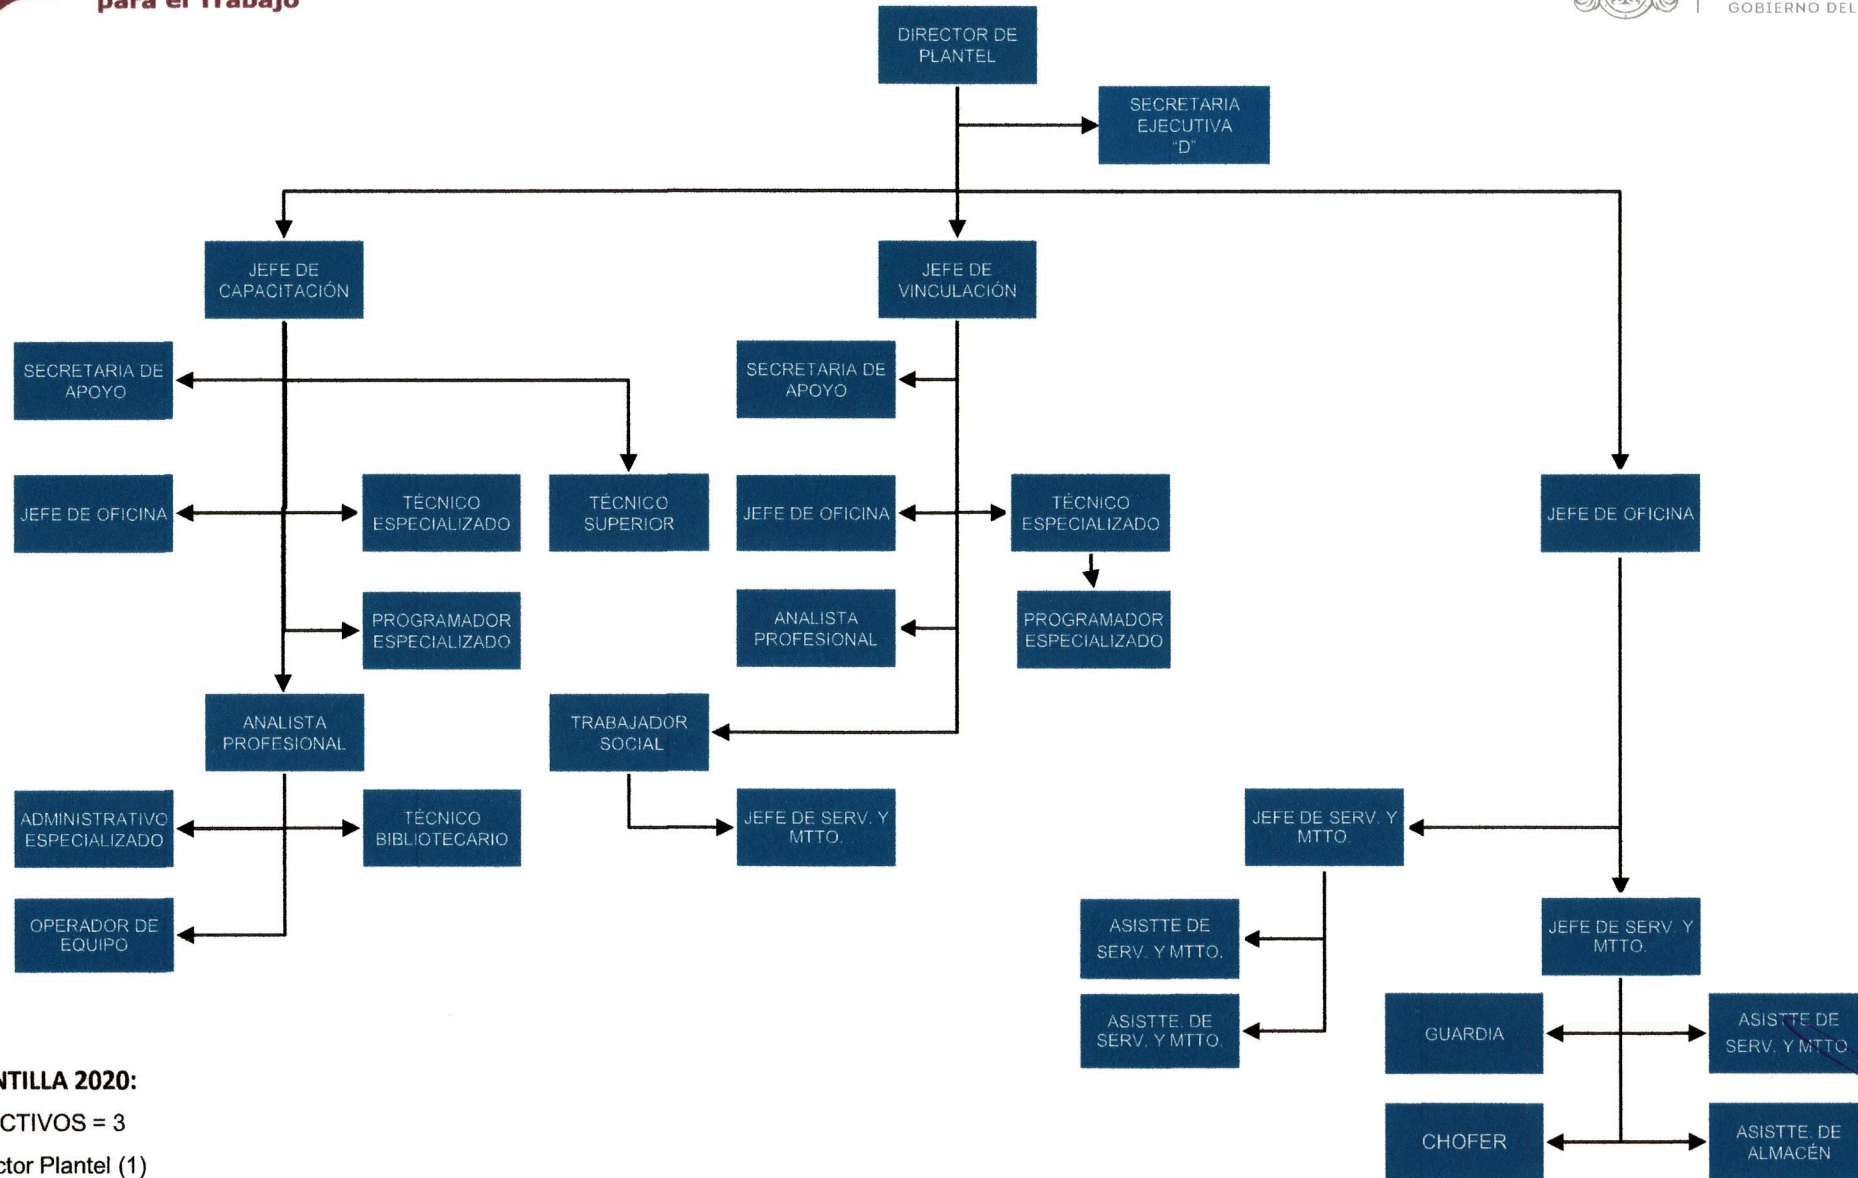 para el Trabajo
GOBIERNO DEL
DIRECTOR DE
PLANTEL
SECRETARIA
EJECUTIVA
"D"
JEFE DE
CAPACITACIÓN
JEFE DE
VINCULACIÓN
SECRETARIA DE
APOYO
SECRETARIA DE
APOYO
JEFE DE OFICINA
TÉCNICO
ESPECIALIZADO
TÉCNICO
SUPERIOR
JEFE DE OFICINA
TÉCNICO
ESPECIALIZADO
JEFE DE OFICINA
PROGRAMADOR
ESPECIALIZADO
ANALISTA
PROFESIONAL
PROGRAMADOR
ESPECIALIZADO
ANALISTA
PROFESIONAL
TRABAJADOR
SOCIAL
ADMINISTRATIVO
ESPECIALIZADO
TÉCNICO
BIBLIOTECARIO
JEFE DE SERV. Y
MTTO.
JEFE DE SERV. Y
MTTO.
OPERADOR DE
EQUIPO
ASISTTE DE
SERV. Y MTTO.
JEFE DE SERV. Y
MTTO.
ASISTTE. DE
SERV. Y MTTO.
GUARDIA
ASISTTE DE
SERV. Y MTTO
CHOFER
ASISTTE. DE
ALMACÉN
NTILLA 2020:
CTIVOS = 3
ctor Plantel (1)